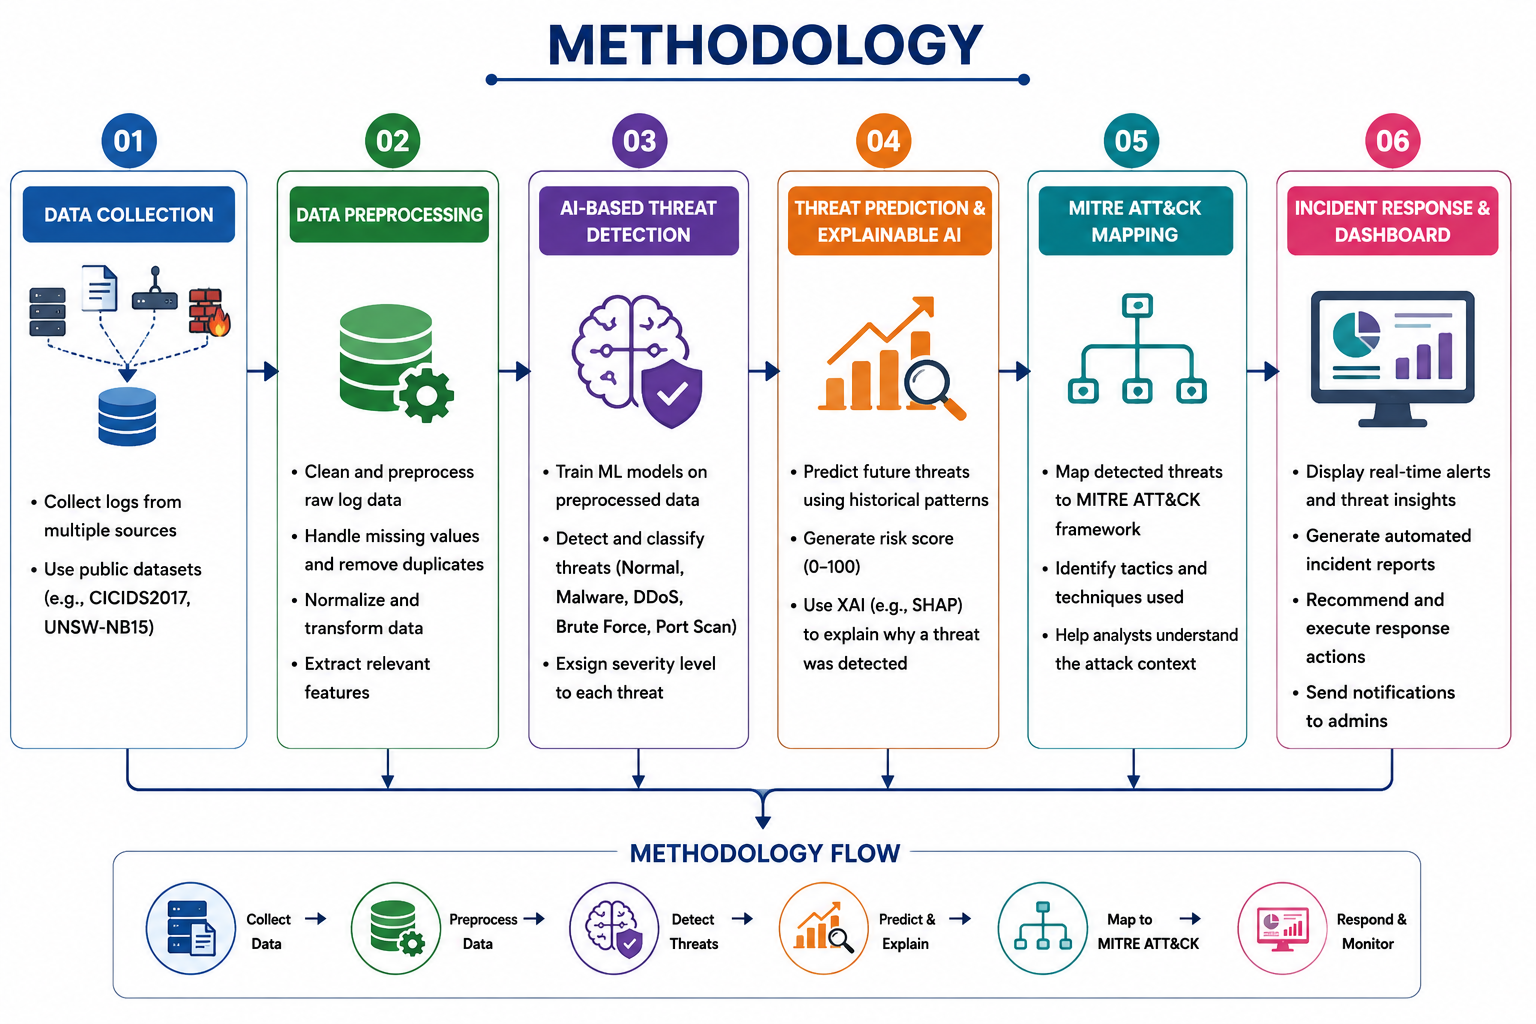 METHODOLOGY
01
DATA COLLECTION
• Collect logs from
multiple sources
• Use public datasets
(e.g., CICIDS2017,
UNSW-NB15)
02
DATA PREPROCESSING
• Clean and preprocess
raw log data
• Handle missing values
and remove duplicates
• Normalize and
transform data
• Extract relevant
features
03
AI-BASED THREAT
DETECTION
• Train ML models on
preprocessed data
• Detect and classify
threats (Normal,
Malware, DDoS,
Brute Force, Port Scan)
• Exsign severity level
to each threat
04
THREAT PREDICTION &
EXPLAINABLE AI
• Predict future threats
using historical patterns
• Generate risk score
(0–100)
• Use XAI (e.g., SHAP)
to explain why a threat
was detected
05
MITRE ATT&CK
MAPPING
• Map detected threats
to MITRE ATT&CK
framework
• Identify tactics and
techniques used
• Help analysts understand
the attack context
06
INCIDENT RESPONSE &
DASHBOARD
• Display real-time alerts
and threat insights
• Generate automated
incident reports
• Recommend and
execute response
actions
• Send notifications
to admins
METHODOLOGY FLOW
Collect
Data
Preprocess
Data
Detect
Threats
Predict &
Explain
Map to
MITRE ATT&CK
Respond &
Monitor